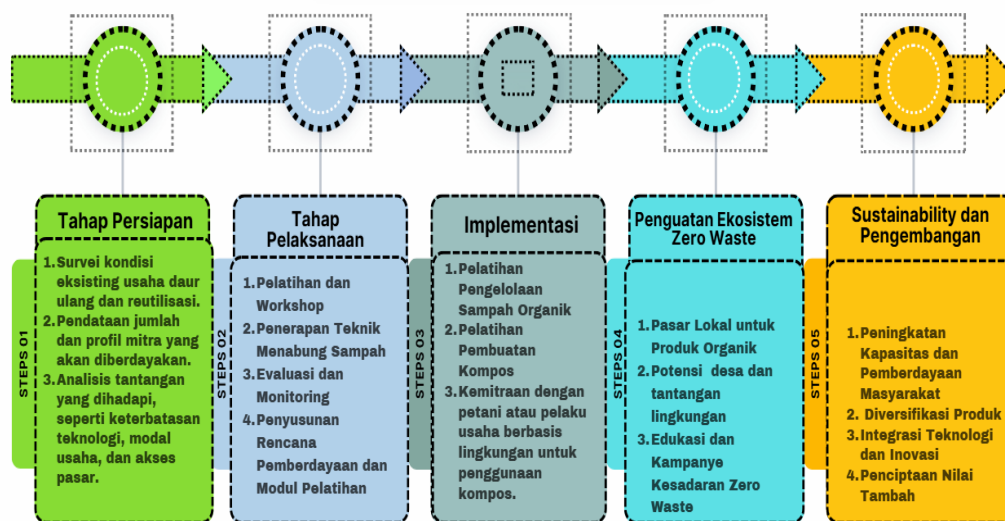 Tahap Persiapan
STEPS 01
1.Survei kondisi
eksisting usaha daur
ulang dan reutilisasi.
2.Pendataan jumlah
dan profil mitra yang
akan diberdayakan.
3.Analisis tantangan
yang dihadapi,
seperti keterbatasan
teknologi, modal
usaha, dan akses
pasar.
Tahap
Pelaksanaan
STEPS 02
1.Pelatihan dan
Workshop
2.Penerapan Teknik
Menabung Sampah
3.Evaluasi dan
Monitoring
4.Penyusunan
Rencana
Pemberdayaan dan
Modul Pelatihan
Implementasi
STEPS 03
1.Pelatihan
Pengelolaan
Sampah Organik
2.Pelatihan
Pembuatan
Kompos
3.Kemitraan dengan
petani atau pelaku
usaha berbasis
lingkungan untuk
penggunaan
kompos.
Penguatan Ekosistem
Zero Waste
STEPS 04
1.Pasar Lokal untuk
Produk Organik
2.Potensi desa dan
tantangan
lingkungan
3.Edukasi dan
Kampanye
Kesadaran Zero
Waste
Sustainability dan
Pengembangan
STEPS 05
1.Peningkatan
Kapasitas dan
Pemberdayaan
Masyarakat
2. Diversifikasi Produk
3.Integrasi Teknologi
dan Inovasi
4.Penciptaan Nilai
Tambah